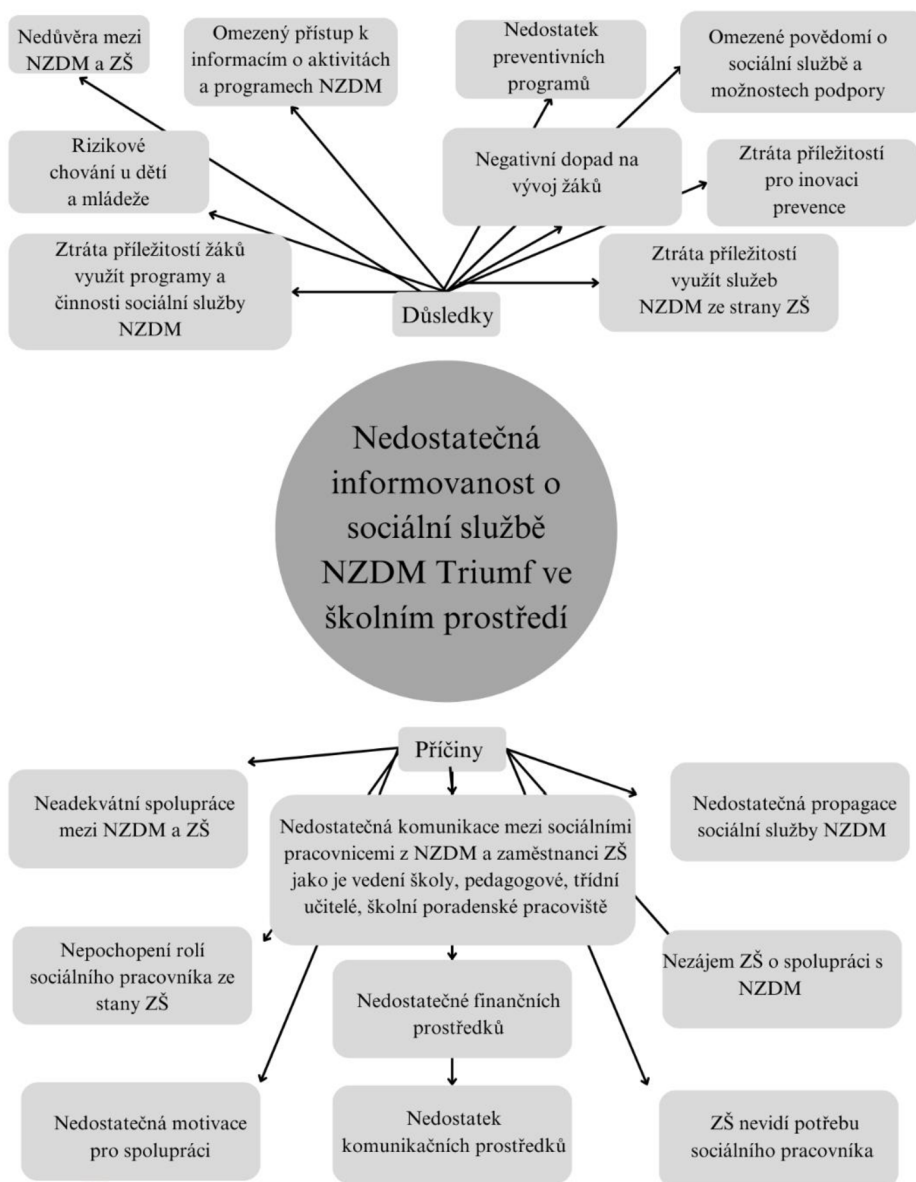 Nedůvěra mezi
NZDM a ZŠ
Omezený přístup k
informacím o aktivitách
a programech NZDM
Nedostatek
preventivních
programů
Omezené povědomí o
sociální službě a
možnostech podpory
Rizikové
chování u dětí
a mládeže
Negativní dopad na
vývoj žáků
Ztráta příležitostí
pro inovaci
prevence
Ztráta příležitostí žáků
využít programy a
činnosti sociální služby
NZDM
Důsledky
Ztráta příležitostí
využít služeb
NZDM ze strany ZŠ
Nedostatečná
informovanost o
sociální službě
NZDM Triumf ve
školním prostředí
Příčiny
Neadekvátní spolupráce
mezi NZDM a ZŠ
Nedostatečná komunikace mezi sociálními
pracovnicemi z NZDM a zaměstnanci ZŠ
jako je vedení školy, pedagogové, třídní
učitelé, školní poradenské pracoviště
Nedostatečná propagace
sociální služby NZDM
Nepochopení rolí
sociálního pracovníka ze
stany ZŠ
Nedostatečné finančních
prostředků
Nezájem ZŠ o spolupráci s
NZDM
Nedostatečná motivace
pro spolupráci
Nedostatek
komunikačních prostředků
ZŠ nevidí potřebu
sociálního pracovníka